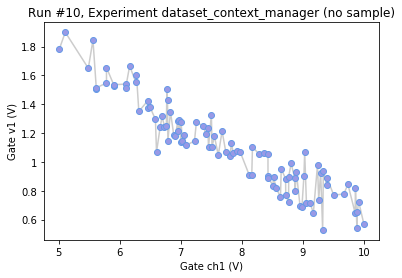 Run #10, Experiment dataset_context_manager (no sample)
Gate v1 (V)
1.8
1.6
1.4
1.2
1
0.8
0.6
5 6 7 8 9 10
Gate ch1 (V)